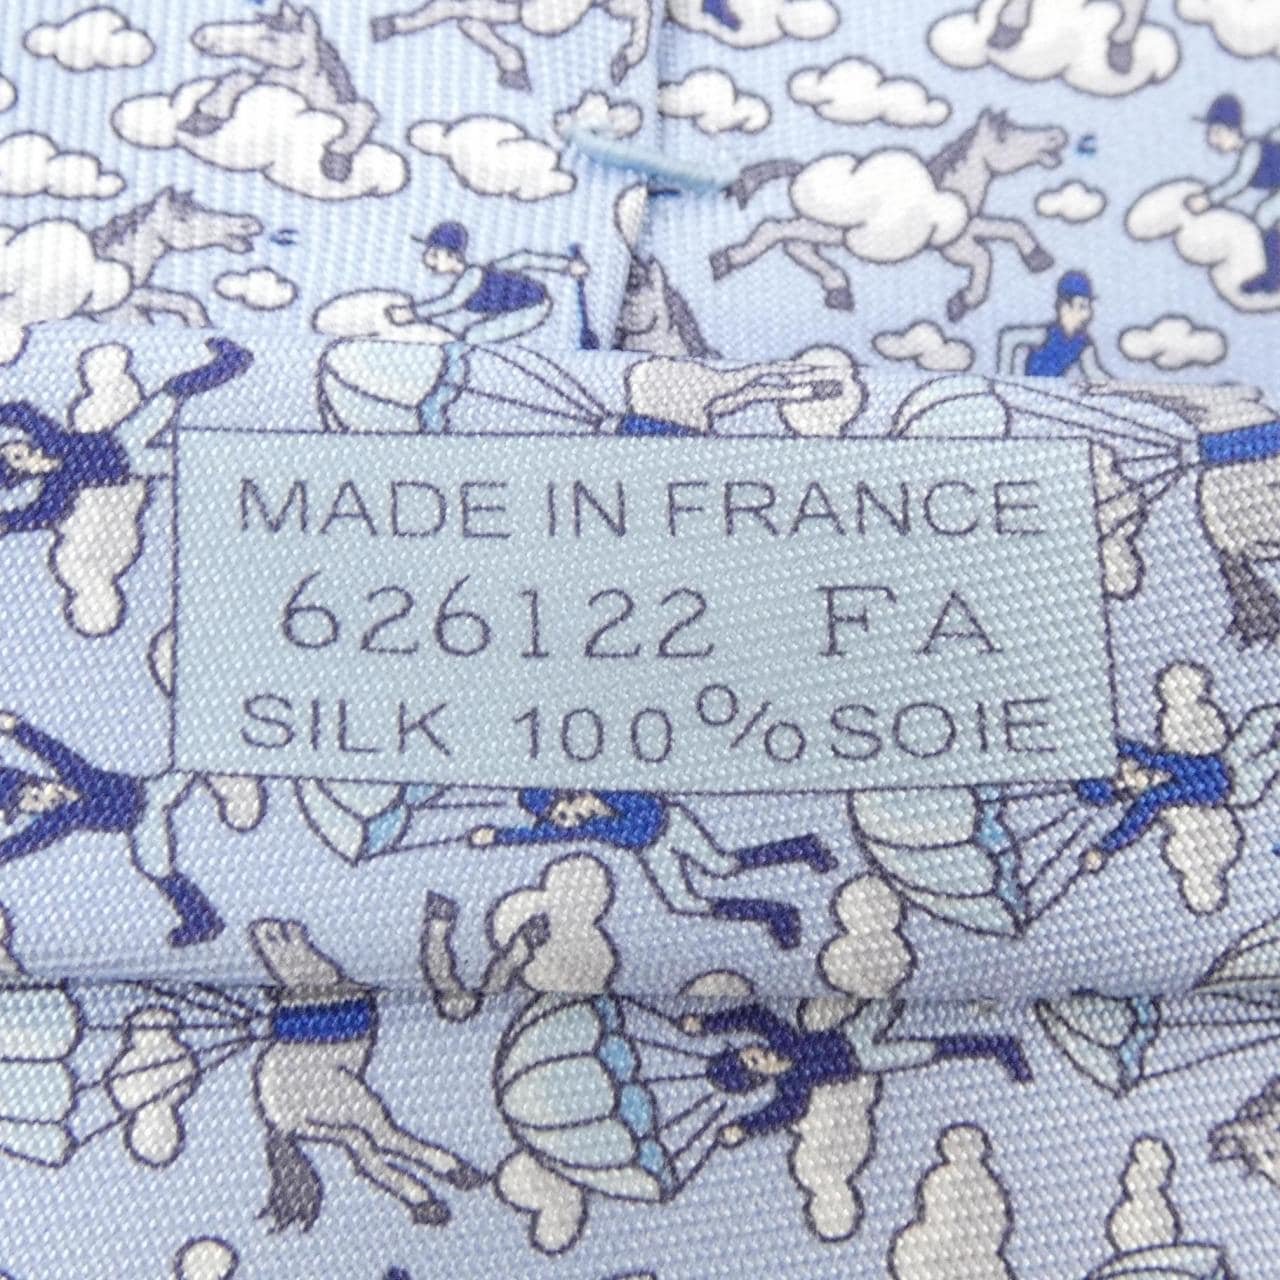 MADE IN FRANCE
626122 FA
SILK 100% SOIE